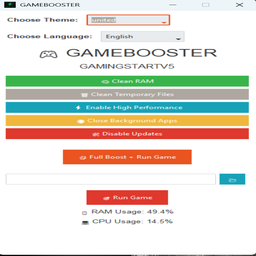 GAMEBOOSTER
Choose Theme: united
Choose Language: English
GAMEBOOSTER
GAMINGSTARTV5
Clean RAM
Clean Temporary Files
Enable High Performance
Close Background Apps
Disable Updates
Full Boost + Run Game
Run Game
RAM Usage: 49.4%
CPU Usage: 14.5%